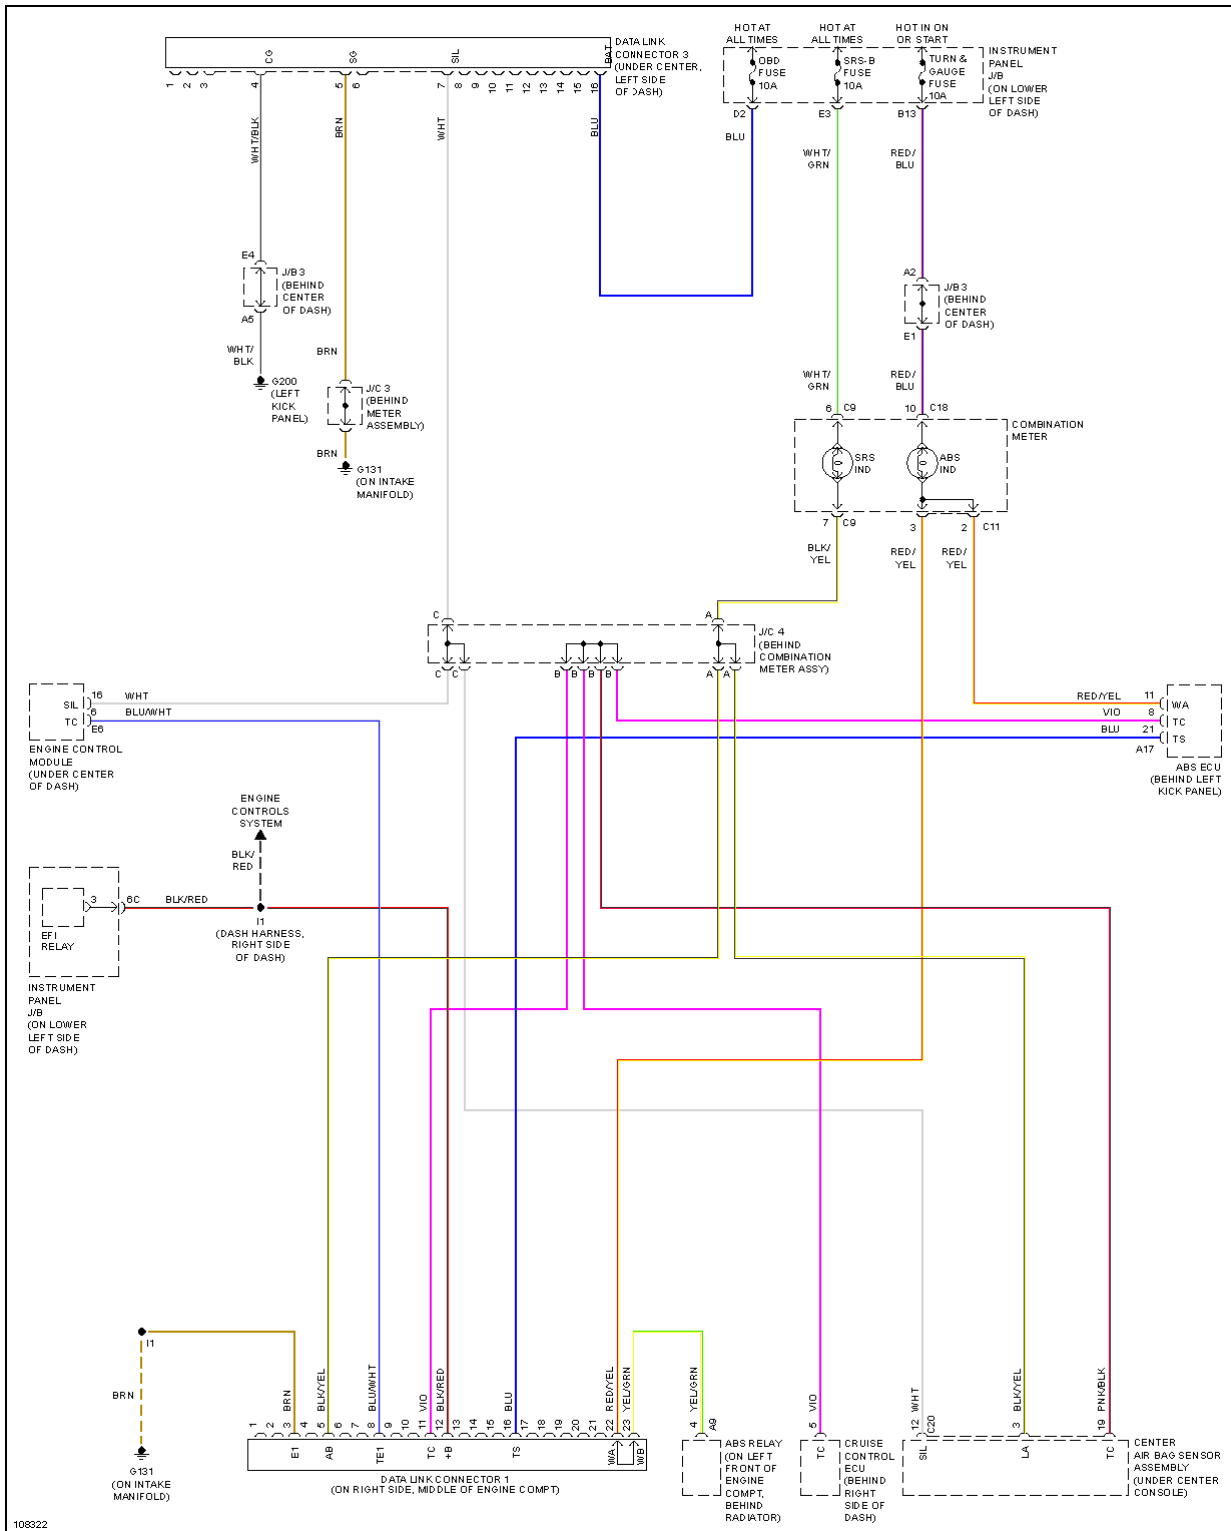 HOT AT
ALL TIMES
HOT AT
ALL TIMES
HOT IN ON
OR START
CG
SG
SIL
BAT
DATA LINK
CONNECTOR 3
(UNDER CENTER,
LEFT SIDE
OF DASH)
OBD
FUSE
10A
SRS-B
FUSE
10A
TURN &
GAUGE
FUSE
10A
INSTRUMENT
PANEL
J/B
(ON LOWER
LEFT SIDE
OF DASH)
1 2 3 4 5 6 7 8 9 10 11 12 13 14 15 16
D2
E3
B13
WHT/BLK
BRN
WHT
BLU
BLU
WHT/
GRN
RED/
BLU
E4
J/B 3
(BEHIND
CENTER
OF DASH)
A5
A2
J/B 3
(BEHIND
CENTER
OF DASH)
E1
WHT/
BLK
BRN
G200
(LEFT
KICK
PANEL)
J/C 3
(BEHIND
METER
ASSEMBLY)
BRN
G131
(ON INTAKE
MANIFOLD)
WHT/
GRN
RED/
BLU
6 C9
10 C18
COMBINATION
METER
SRS
IND
ABS
IND
7 C9
3
2 C11
BLK/
YEL
RED/
YEL
RED/
YEL
C
A
J/C 4
(BEHIND
COMBINATION
METER ASSY)
C C B B B B A A
SIL
16 WHT
TC
6 BLU/WHT
E6
ENGINE CONTROL
MODULE
(UNDER CENTER
OF DASH)
RED/YEL 11 WA
VIO 8 TC
BLU 21 TS
A17
ABS ECU
(BEHIND LEFT
KICK PANEL)
ENGINE
CONTROLS
SYSTEM
BLK/
RED
3 6C BLK/RED
EFI
RELAY
I1
(DASH HARNESS,
RIGHT SIDE
OF DASH)
INSTRUMENT
PANEL
J/B
(ON LOWER
LEFT SIDE
OF DASH)
I1
BRN
G131
(ON INTAKE
MANIFOLD)
BRN
BLK/YEL
BLU/WHT
VIO
BLK/RED
BLU
RED/YEL
YEL/GRN
YEL/GRN
VIO
WHT
BLK/YEL
PNK/BLK
1 2 3 4 5 6 7 8 9 10 11 12 13 14 15 16 17 18 19 20 21 22 23
4 A9
5
12 C20
3
19
E1
AB
TE1
TC
+B
TS
WA
WB
DATA LINK CONNECTOR 1
(ON RIGHT SIDE, MIDDLE OF ENGINE COMPT)
ABS RELAY
(ON LEFT
FRONT OF
ENGINE
COMPT,
BEHIND
RADIATOR)
TC
CRUISE
CONTROL
ECU
(BEHIND
RIGHT
SIDE OF
DASH)
SIL
LA
TC
CENTER
AIR BAG SENSOR
ASSEMBLY
(UNDER CENTER
CONSOLE)
108322